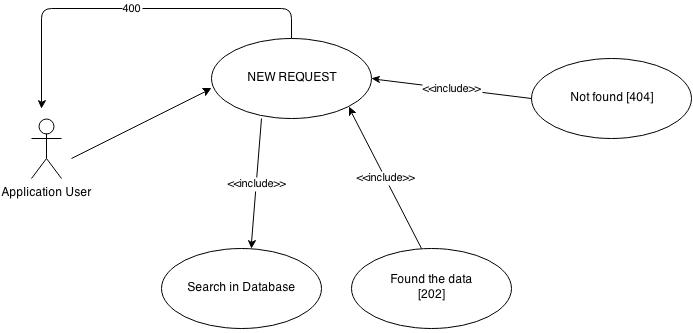 400
NEW REQUEST
<<include>>
Not found [404]
Application User
<<include>>
<<include>>
Search in Database
Found the data
[202]